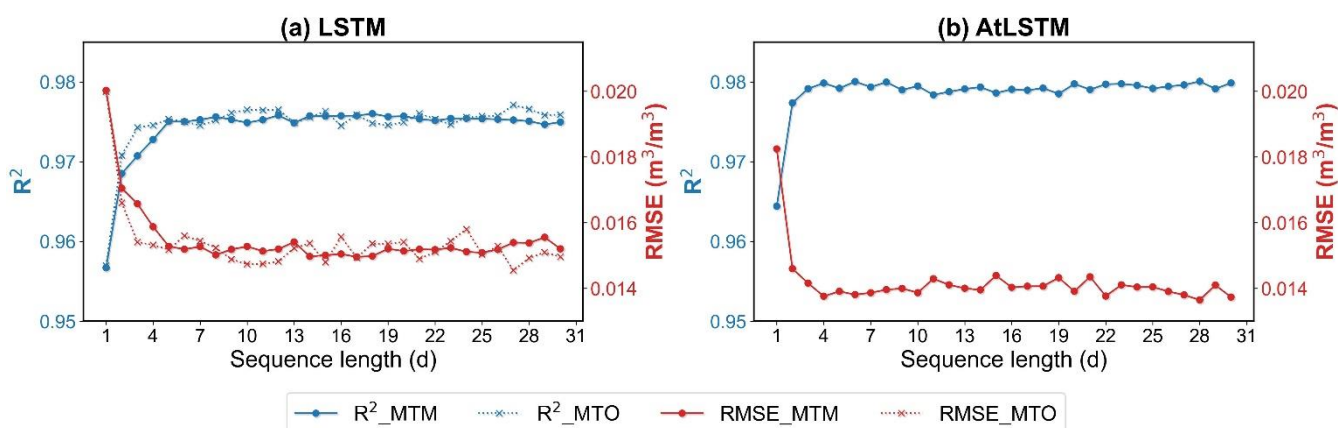 (a) LSTM
R²
0.98
0.97
0.96
0.95
0.020
0.018
0.016
0.014
RMSE (m³/m³)
1 4 7 10 13 16 19 22 25 28 31
Sequence length (d)
(b) AtLSTM
R²
0.98
0.97
0.96
0.95
0.020
0.018
0.016
0.014
RMSE (m³/m³)
1 4 7 10 13 16 19 22 25 28 31
Sequence length (d)
R²_MTM R²_MTO RMSE_MTM RMSE_MTO